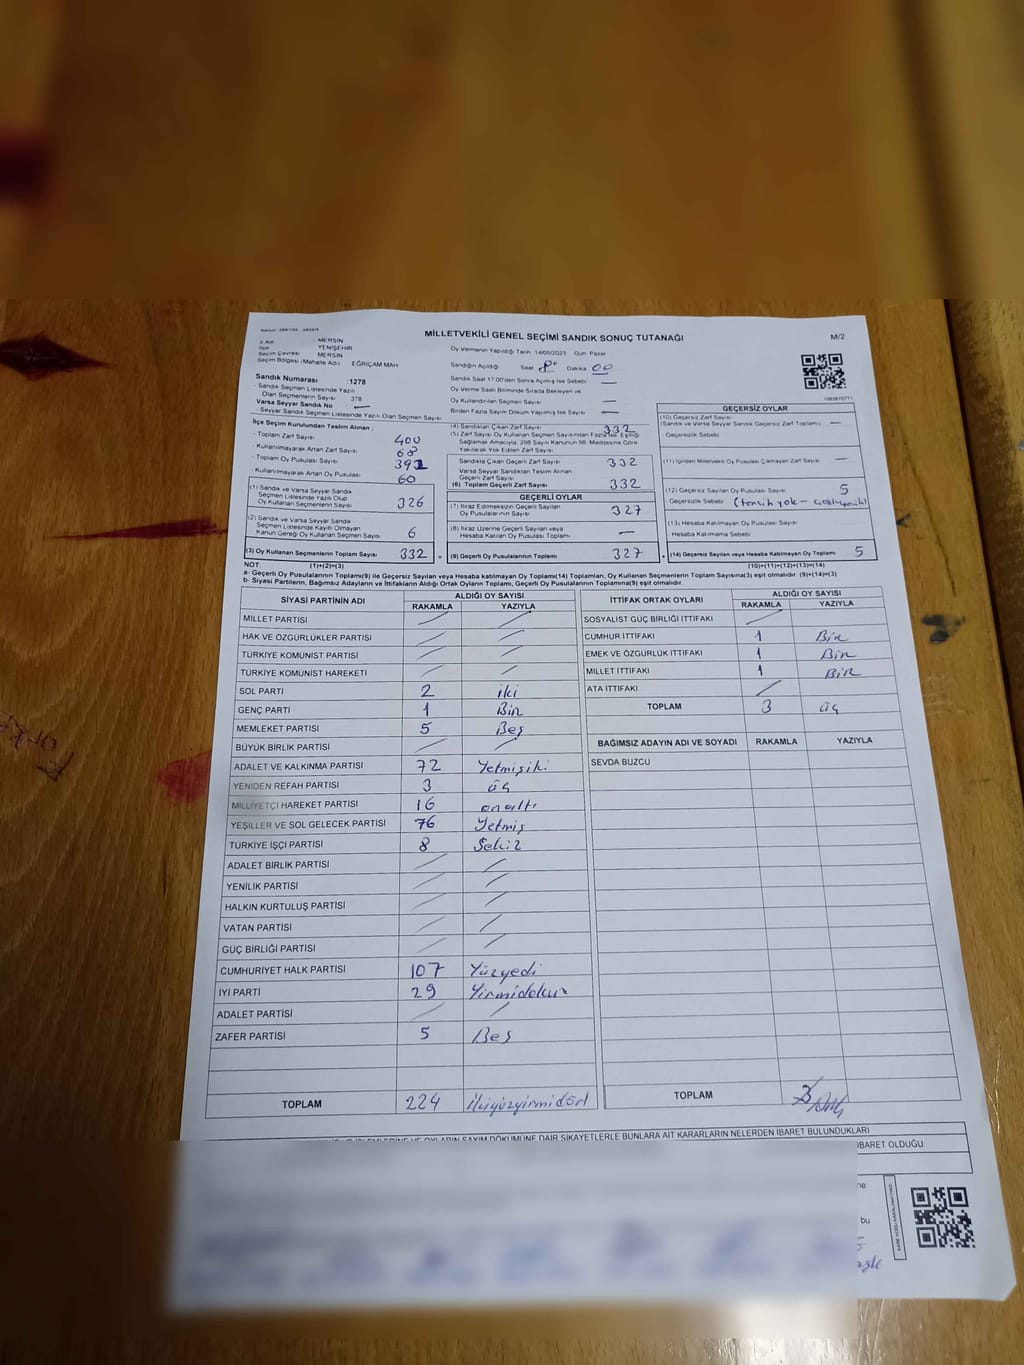 MİLLETVEKİLİ GENEL SEÇİMİ SANDIK SONUÇ TUTANAĞI
M/2
İl Adı : MERSİN
İlçe : YENİŞEHİR
Seçim Çevresi : MERSİN
Seçim Bölgesi (Mahalle Adı) : EĞRİÇAM MAH
Sandık Numarası : 1278
- Sandık Seçmen Listesinde Yazılı
Olan Seçmenlerin Sayısı : 378
Varsa Seyyar Sandık No : —
- Seyyar Sandık Seçmen Listesinde Yazılı Olan Seçmen Sayısı
Oy Vermenin Yapıldığı Tarih 14/05/2023 Gün Pazar
Sandığın Açıldığı Saat 8 Dakika 00
Sandık Saat 17.00'den Sonra Açılmış İse Sebebi —
Oy Verme Saati Bitiminde Sırada Bekleyen ve
Oy Kullandırılan Seçmen Sayısı —
Birden Fazla Sayım Döküm Yapılmış İse Sayısı —
İlçe Seçim Kurulundan Teslim Alınan ;
- Toplam Zarf Sayısı 400
- Kullanılmayarak Artan Zarf Sayısı 68
- Toplam Oy Pusulası Sayısı 392
- Kullanılmayarak Artan Oy Pusulası 60
(1) Sandık ve Varsa Seyyar Sandık
Seçmen Listesinde Yazılı Olup
Oy Kullanan Seçmenlerin Sayısı 326
(2) Sandık ve Varsa Seyyar Sandık
Seçmen Listesinde Kayıtlı Olmayan
Kanun Gereği Oy Kullanan Seçmenlerin Sayısı 6
(3) Oy Kullanan Seçmenlerin Toplam Sayısı 332
(4) Sandıktan Çıkan Zarf Sayısı 332
(5) Zarf Sayısı Oy Kullanan Seçmen Sayısından Fazla İse, Eşitliği
Sağlamak Amacıyla, 298 Sayılı Kanunun 98. Maddesine Göre
Yakılarak Yok Edilen Zarf Sayısı
Sandıkta Çıkan Geçerli Zarf Sayısı 332
Varsa Seyyar Sandıktan Teslim Alınan
Geçerli Zarf Sayısı
(6) Toplam Geçerli Zarf Sayısı 332
GEÇERLİ OYLAR
(7) İtiraz Edilmeksizin Geçerli Sayılan
Oy Pusulalarının Sayısı 327
(8) İtiraz Üzerine Geçerli Sayılan veya
Hesaba Katılan Oy Pusulası Toplamı —
(9) Geçerli Oy Pusulalarının Toplamı 327
GEÇERSİZ OYLAR
(10) Geçersiz Zarf Sayısı
(Sandık ve Varsa Seyyar Sandık Geçersiz Zarf Toplamı) —
Geçersizlik Sebebi
(11) İçinden Milletvekili Oy Pusulası Çıkmayan Zarf Sayısı —
(12) Geçersiz Sayılan Oy Pusulası Sayısı 5
Geçersizlik Sebebi (tercih yok -
(13) Hesaba Katılmayan Oy Pusulası Sayısı
- Hesaba Katılmama Sebebi
(14) Geçersiz Sayılan veya Hesaba Katılmayan Oy Toplamı 5
NOT (1)+(2)=(3) (10)+(11)+(12)+(13)=(14)
a- Geçerli Oy Pusulalarının Toplamı(9) ile Geçersiz Sayılan veya Hesaba katılmayan Oy Toplamı(14) Toplamları, Oy Kullanan Seçmenlerin Toplam Sayısına(3) eşit olmalıdır. (9)+(14)=(3)
b- Siyasi Partilerin, Bağımsız Adayların ve İttifakların Aldığı Ortak Oyların Toplamı, Geçerli Oy Pusulalarının Toplamına(9) eşit olmalıdır.
SİYASİ PARTİNİN ADI ALDIĞI OY SAYISI
RAKAMLA YAZIYLA
MİLLET PARTİSİ
HAK VE ÖZGÜRLÜKLER PARTİSİ
TÜRKİYE KOMÜNİST PARTİSİ
TÜRKİYE KOMÜNİST HAREKETİ
SOL PARTİ 2 iki
GENÇ PARTİ 1 Bir
MEMLEKET PARTİSİ 5 Beş
BÜYÜK BİRLİK PARTİSİ
ADALET VE KALKINMA PARTİSİ 72 Yetmişiki
YENİDEN REFAH PARTİSİ 3 üç
MİLLİYETÇİ HAREKET PARTİSİ 16 onaltı
YEŞİLLER VE SOL GELECEK PARTİSİ 76 Yetmiş
TÜRKİYE İŞÇİ PARTİSİ 8 Sekiz
ADALET BİRLİK PARTİSİ
YENİLİK PARTİSİ
HALKIN KURTULUŞ PARTİSİ
VATAN PARTİSİ
GÜÇ BİRLİĞİ PARTİSİ
CUMHURİYET HALK PARTİSİ 107 Yüzyedi
İYİ PARTİ 29 Yirmidokuz
ADALET PARTİSİ
ZAFER PARTİSİ 5 Beş
TOPLAM 224 ikiyüzyirmidört
İTTİFAK ORTAK OYLARI ALDIĞI OY SAYISI
RAKAMLA YAZIYLA
SOSYALİST GÜÇ BİRLİĞİ İTTİFAKI
CUMHUR İTTİFAKI 1 Bir
EMEK VE ÖZGÜRLÜK İTTİFAKI 1 Bir
MİLLET İTTİFAKI 1 Bir
ATA İTTİFAKI
TOPLAM 3 üç
BAĞIMSIZ ADAYIN ADI VE SOYADI RAKAMLA YAZIYLA
SEVDA BUZCU
TOPLAM
OYLARIN SAYIM DÖKÜMÜNE DAİR ŞİKAYETLERLE BUNLARA AİT KARARLARIN NELERDEN İBARET BULUNDUKLARI
İBARET OLDUĞU
bu